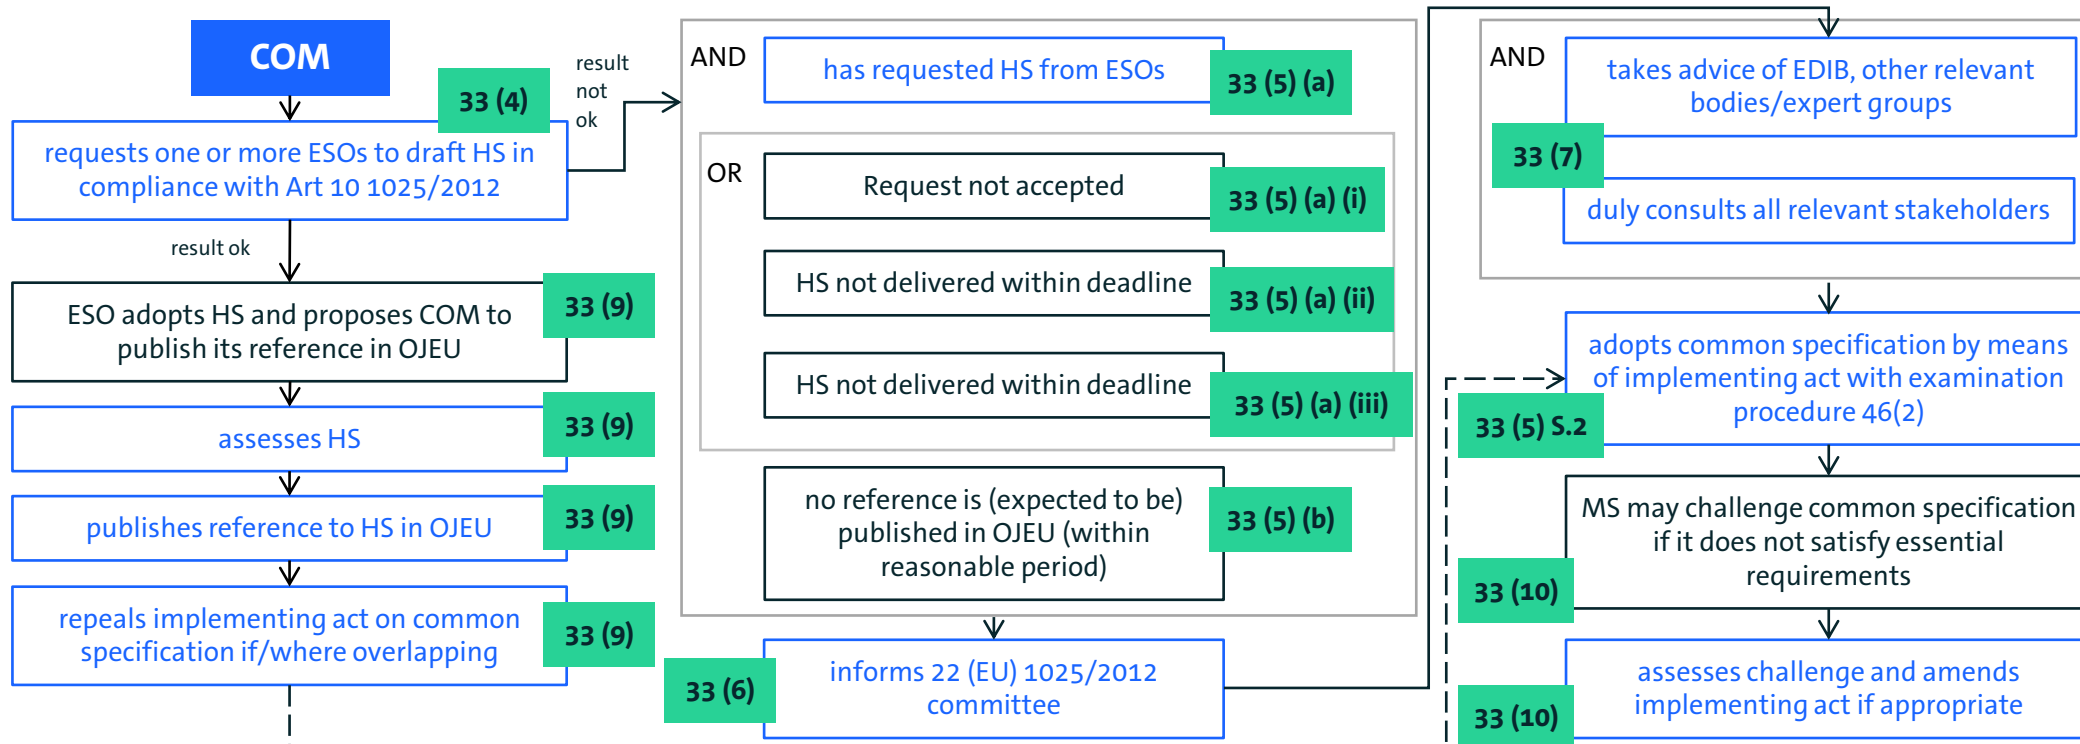 COM
33 (4)
requests one or more ESOs to draft HS in
compliance with Art 10 1025/2012
result
not
ok
result ok
ESO adopts HS and proposes COM to
publish its reference in OJEU
33 (9)
assesses HS
33 (9)
publishes reference to HS in OJEU
33 (9)
repeals implementing act on common
specification if/where overlapping
33 (9)
AND
has requested HS from ESOs
33 (5) (a)
OR
Request not accepted
33 (5) (a) (i)
HS not delivered within deadline
33 (5) (a) (ii)
HS not delivered within deadline
33 (5) (a) (iii)
no reference is (expected to be)
published in OJEU (within
reasonable period)
33 (5) (b)
33 (6)
informs 22 (EU) 1025/2012
committee
AND
takes advice of EDIB, other relevant
bodies/expert groups
33 (7)
duly consults all relevant stakeholders
adopts common specification by means
of implementing act with examination
procedure 46(2)
33 (5) S.2
MS may challenge common specification
if it does not satisfy essential
requirements
33 (10)
assesses challenge and amends
implementing act if appropriate
33 (10)